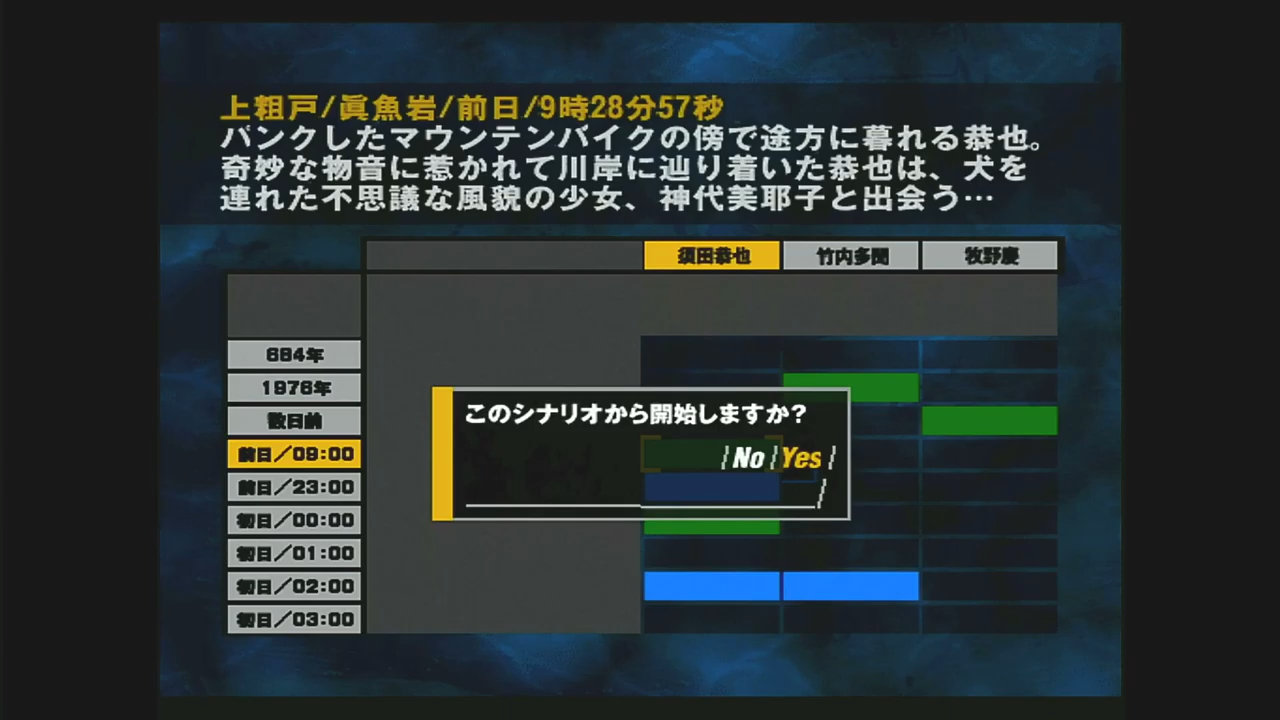 上粗戸/眞魚岩/前日/9時28分57秒
パンクしたマウンテンバイクの傍で途方に暮れる恭也。
奇妙な物音に惹かれて川岸に辿り着いた恭也は、犬を
連れた不思議な風貌の少女、神代美耶子と出会う…
須田恭也
竹内多聞
牧野慶
684年
1976年
数日前
前日／09:00
前日／23:00
初日／00:00
初日／01:00
初日／02:00
初日／03:00
このシナリオから開始しますか?
/No/Yes/